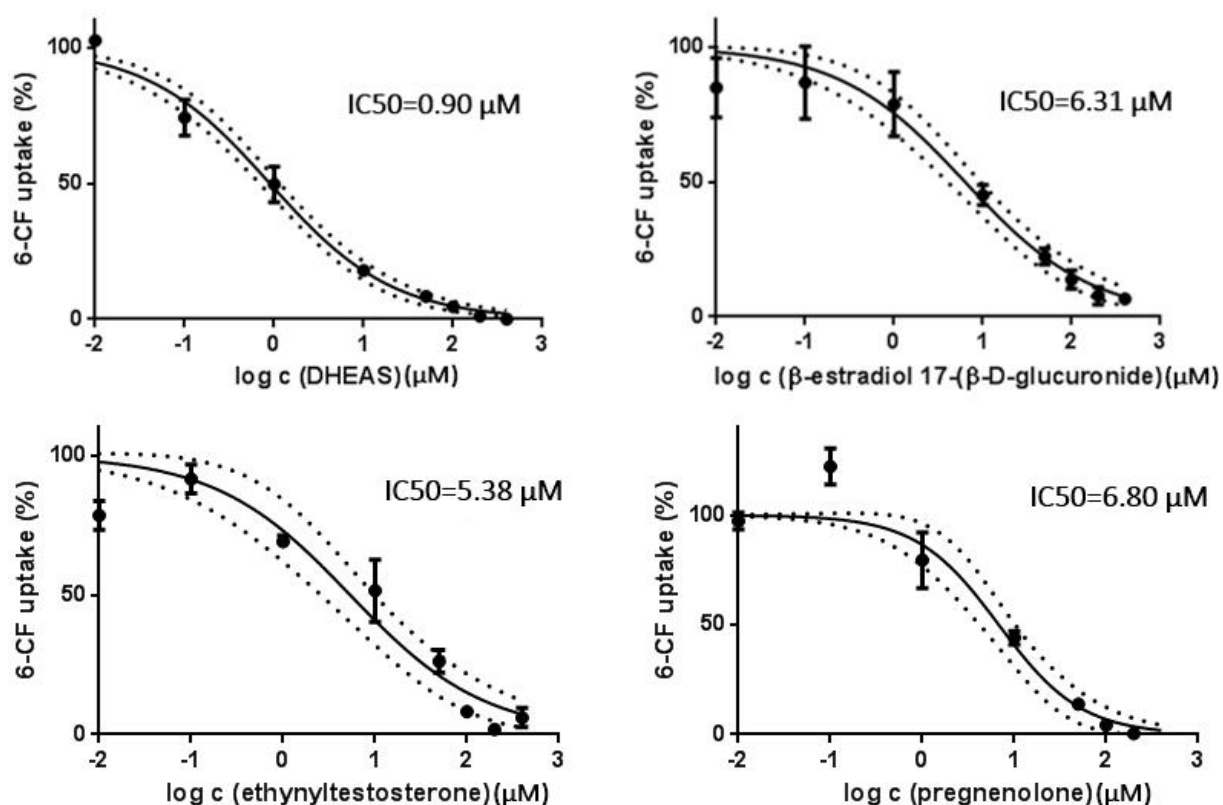 100
50
0
6-CF uptake (%)
IC50=0.90 µM
-2 -1 0 1 2 3
log c (DHEAS)(µM)
100
50
0
6-CF uptake (%)
IC50=6.31 µM
-2 -1 0 1 2 3
log c (β-estradiol 17-(β-D-glucuronide)(µM)
100
50
0
6-CF uptake (%)
IC50=5.38 µM
-2 -1 0 1 2 3
log c (ethynyltestosterone)(µM)
100
50
0
6-CF uptake (%)
IC50=6.80 µM
-2 -1 0 1 2 3
log c (pregnenolone)(µM)